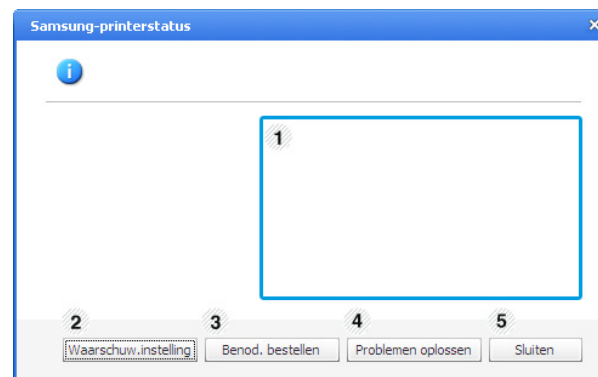 Samsung-printerstatus
1
2 3 4 5
Waarschuw.instelling Benod. bestellen Problemen oplossen Sluiten